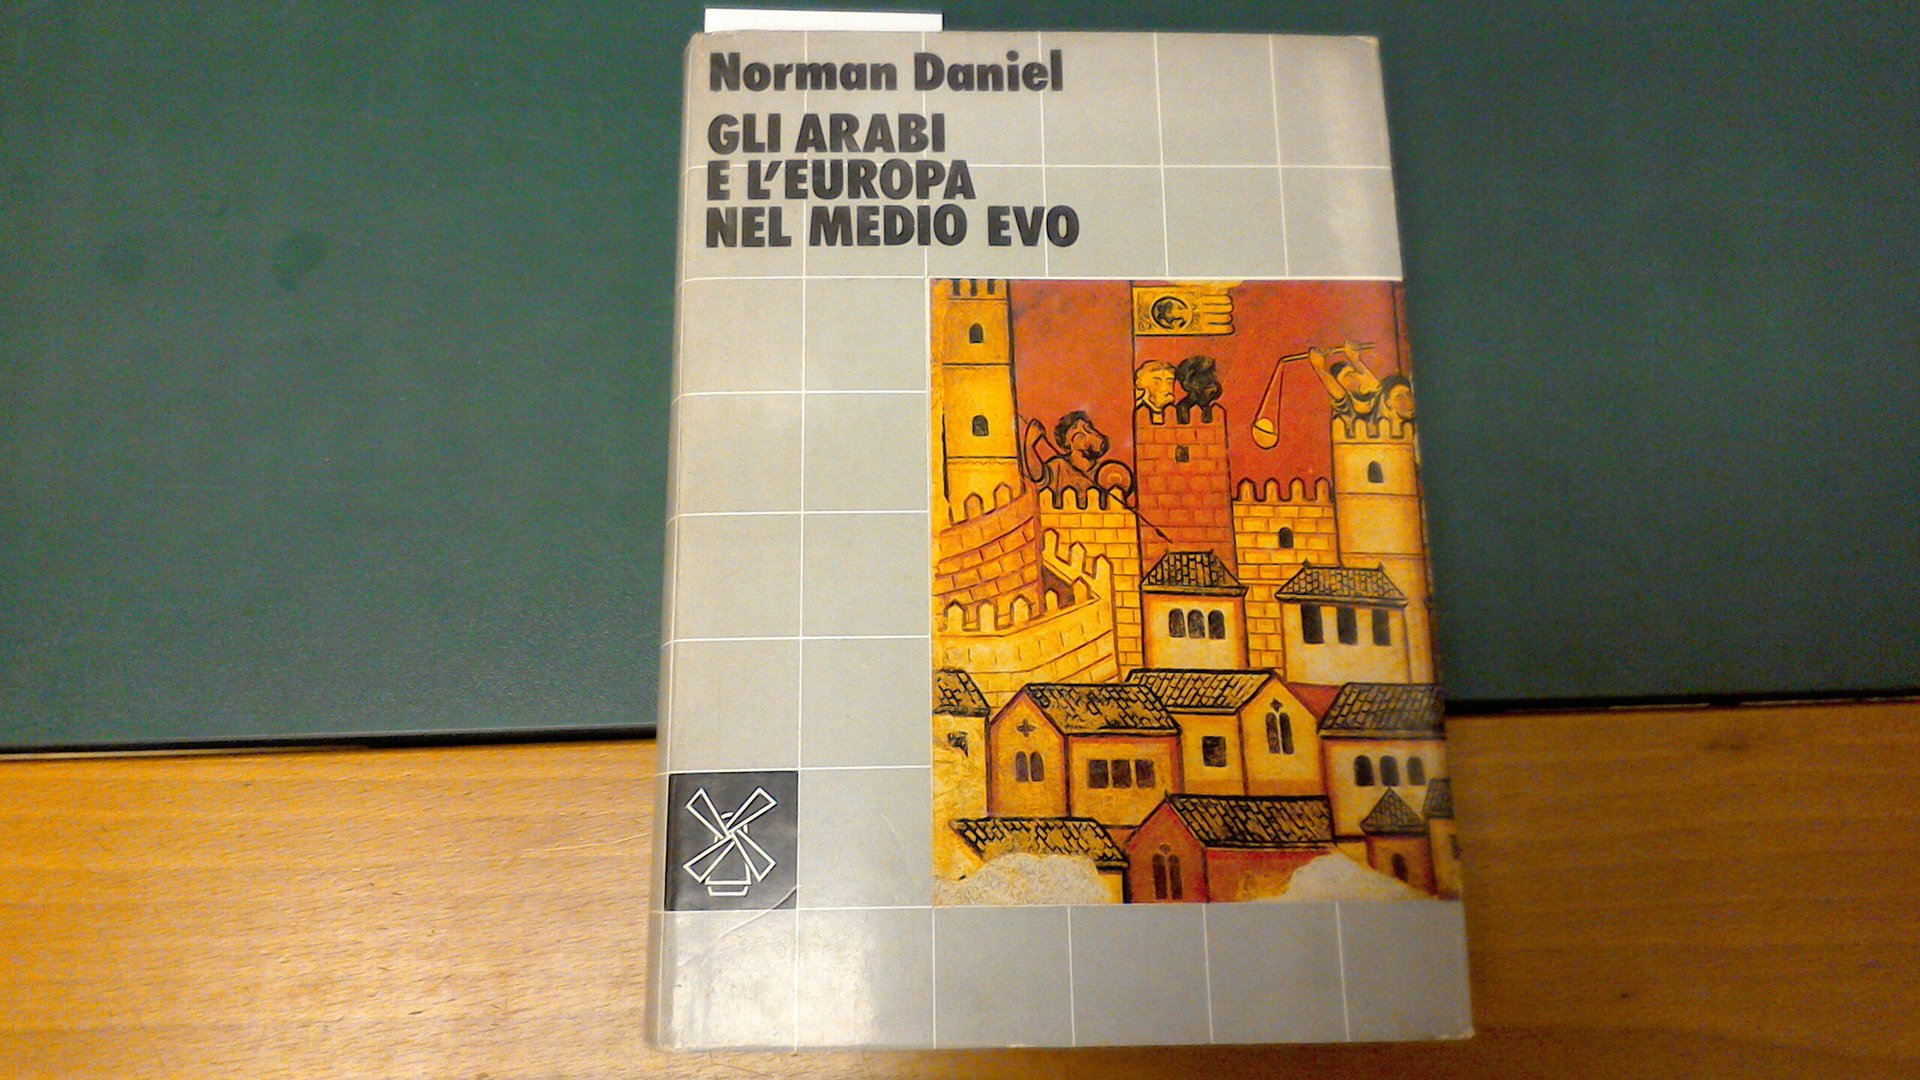 Norman Daniel
GLI ARABI
E L'EUROPA
NEL MEDIO EVO